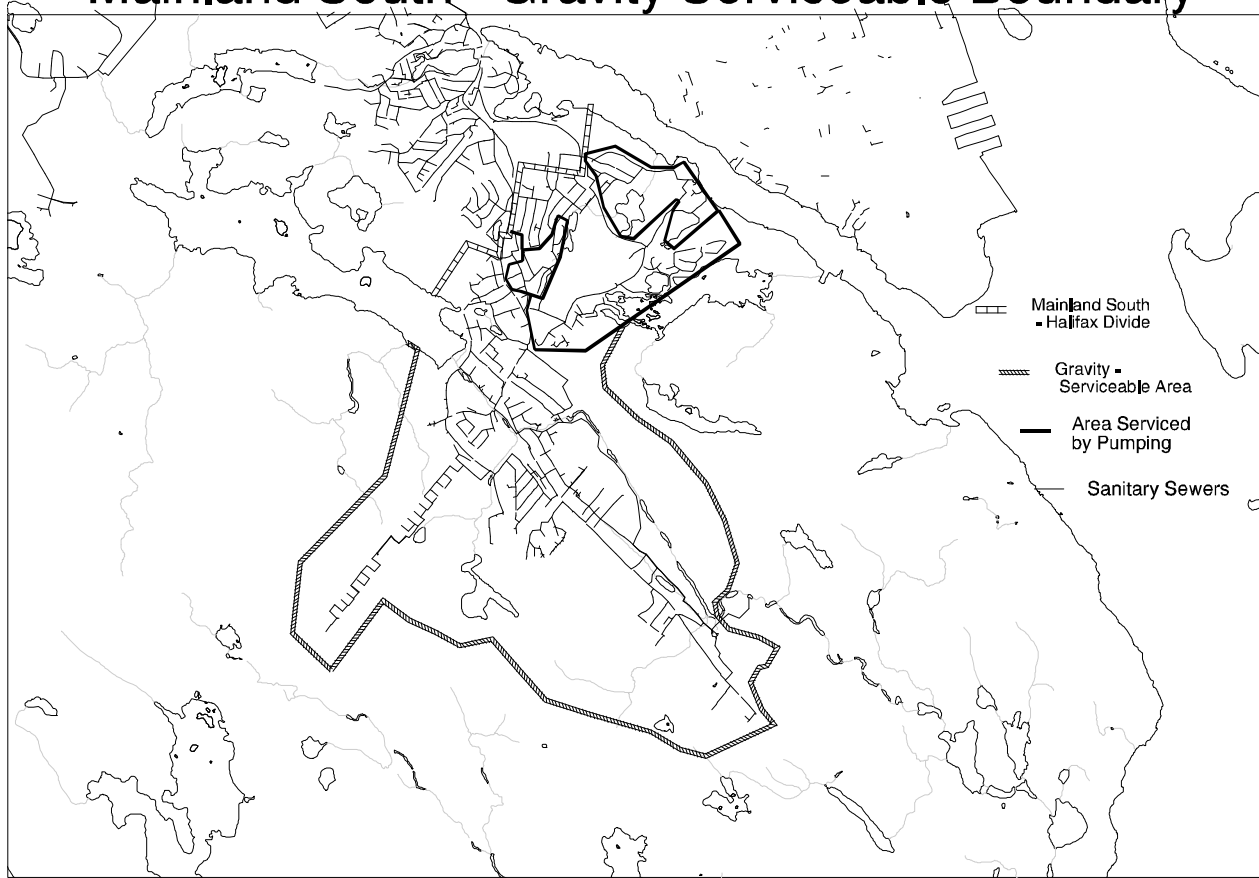 Mainland South - Gravity Serviceable Boundary
Mainland South
- Halifax Divide
Gravity -
Serviceable Area
Area Serviced
by Pumping
Sanitary Sewers